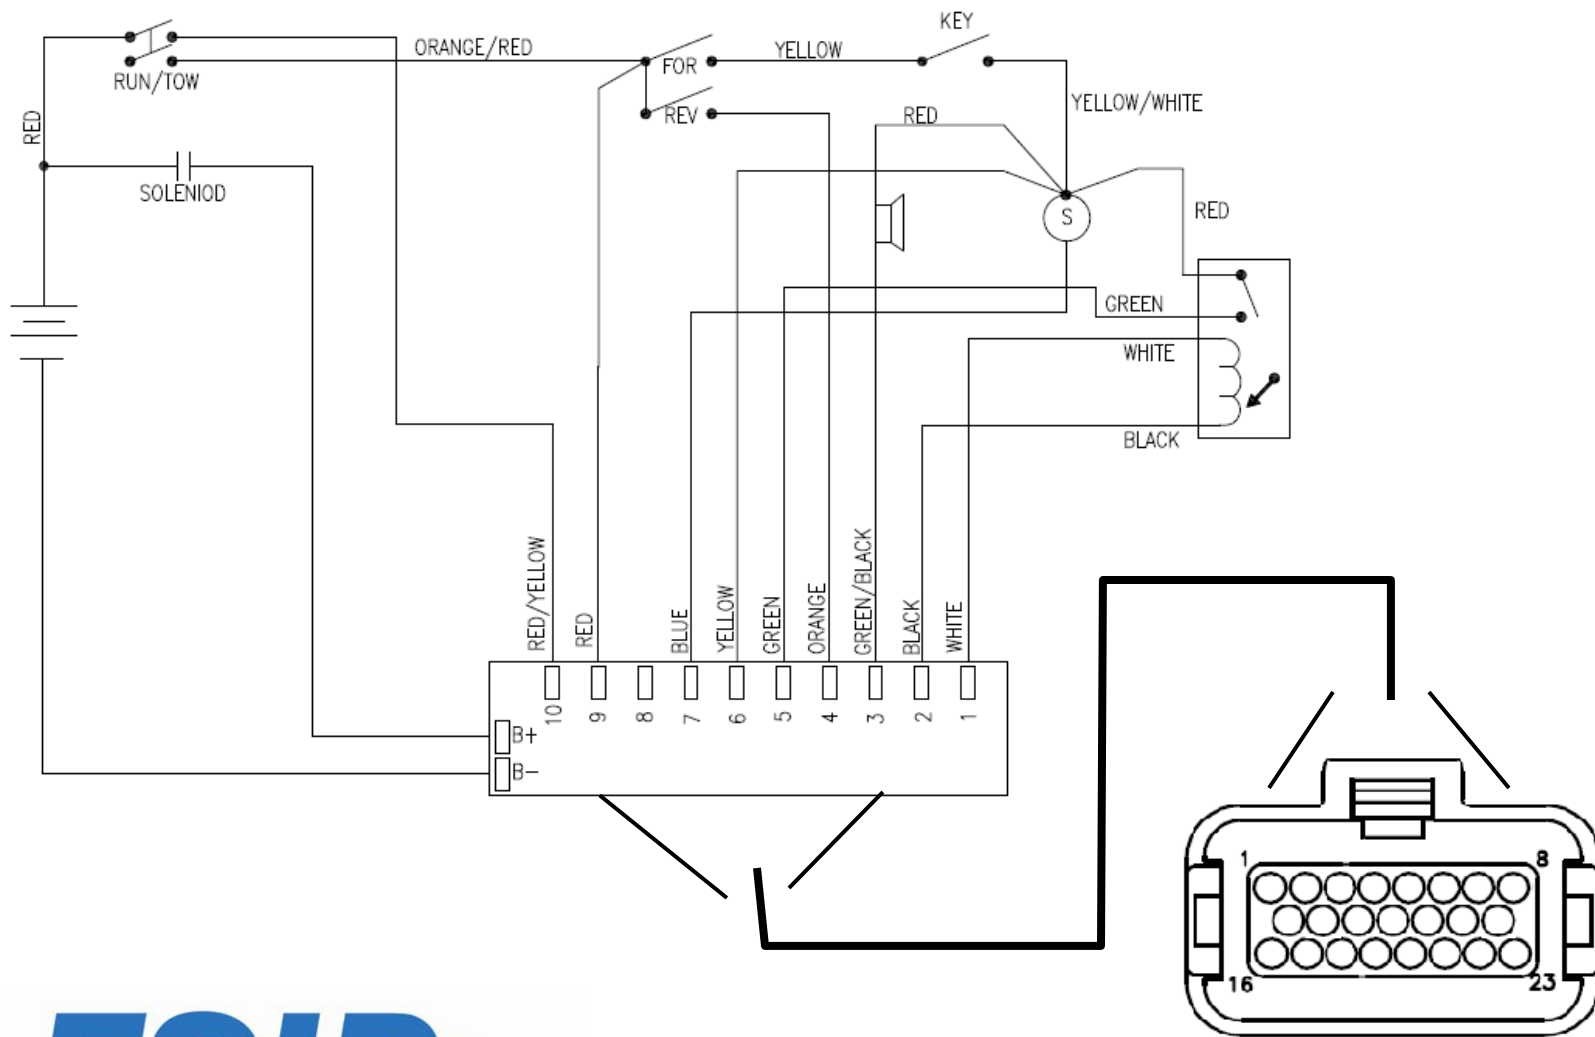 KEY
ORANGE/RED
YELLOW
FOR
RUN/TOW
RED
REV
YELLOW/WHITE
RED
SOLENIOD
S
RED
GREEN
WHITE
BLACK
RED/YELLOW
RED
BLUE
YELLOW
GREEN
ORANGE
GREEN/BLACK
BLACK
WHITE
10 9 8 7 6 5 4 3 2 1
B+
B-
1 8
16 23